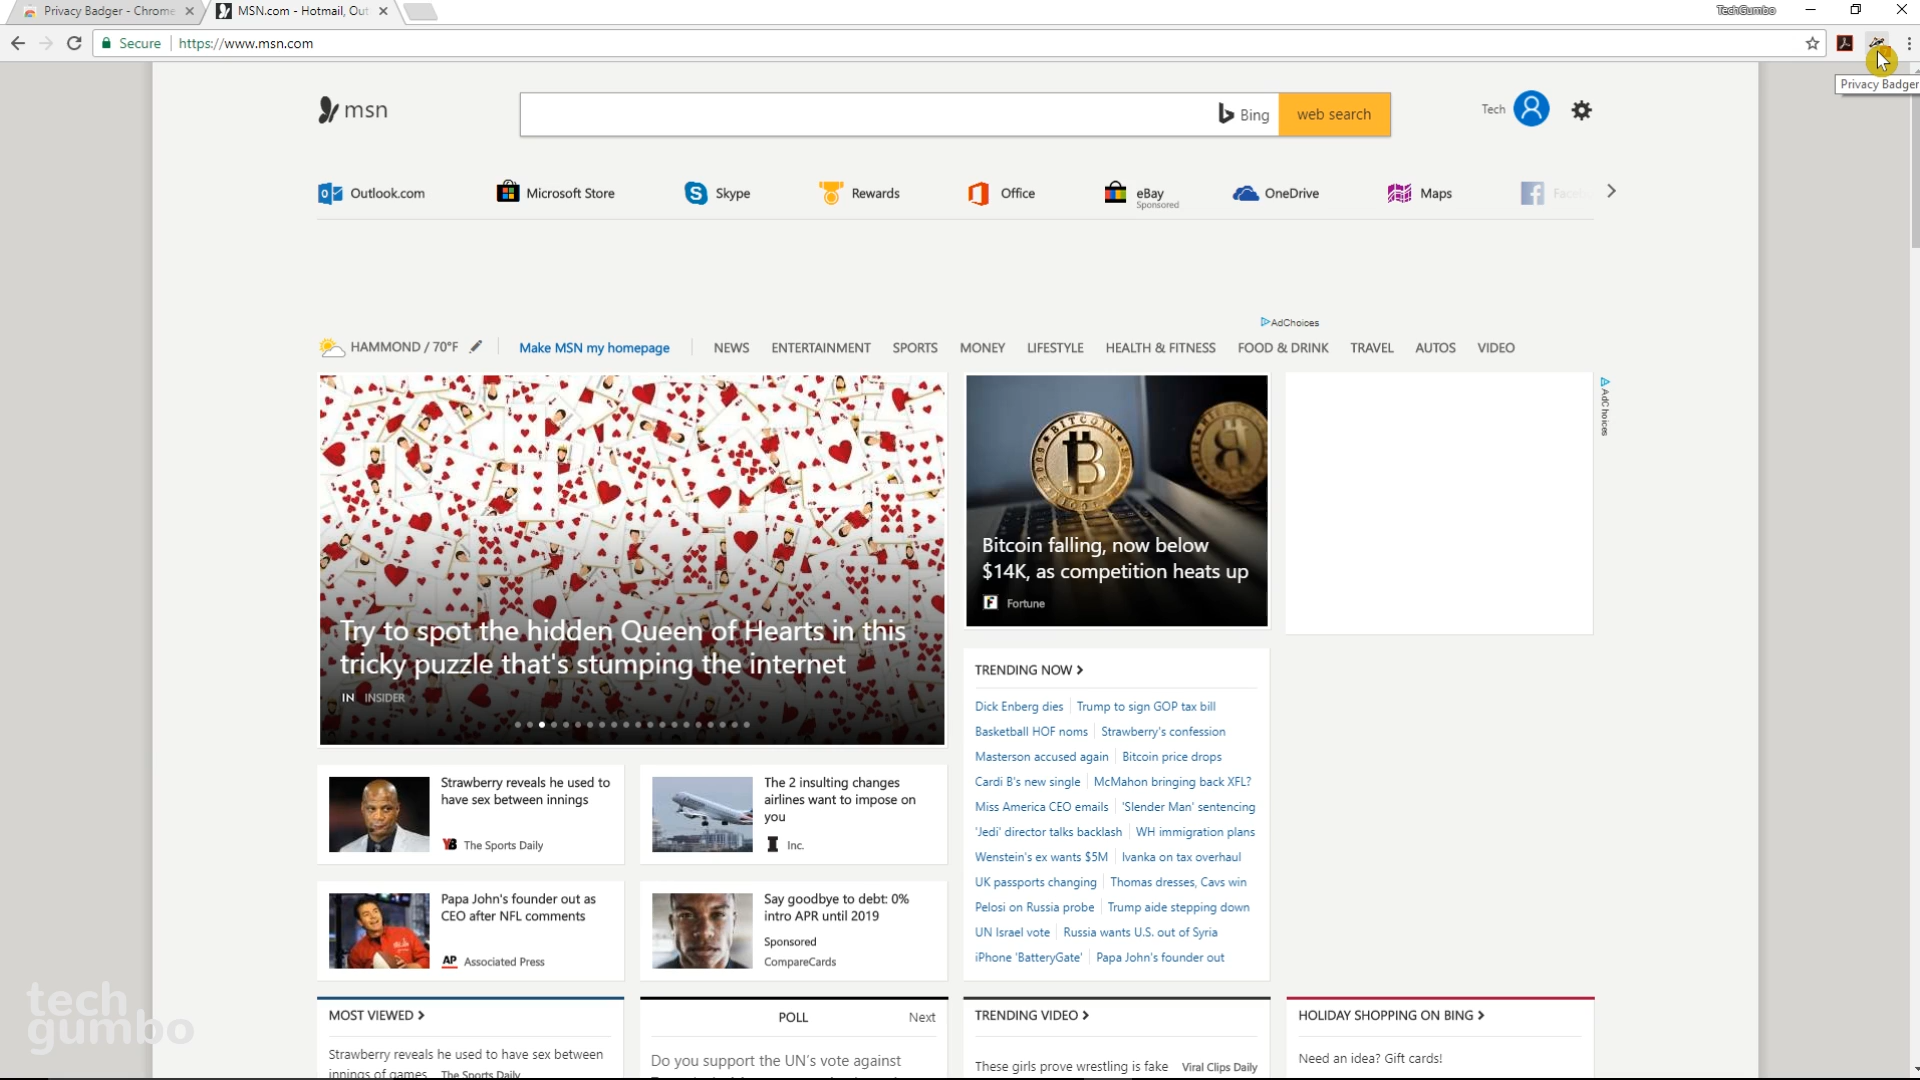 Privacy Badger - Chrome
MSN.com - Hotmail, Out
TechGumbo
Secure
https://www.msn.com
Privacy Badger
msn
Bing
web search
Tech
Outlook.com
Microsoft Store
Skype
Rewards
Office
eBay
Sponsored
OneDrive
Maps
AdChoices
HAMMOND / 70°F
Make MSN my homepage
NEWS
ENTERTAINMENT
SPORTS
MONEY
LIFESTYLE
HEALTH & FITNESS
FOOD & DRINK
TRAVEL
AUTOS
VIDEO
Try to spot the hidden Queen of Hearts in this
tricky puzzle that's stumping the internet
IN INSIDER
BITCOIN
Bitcoin falling, now below
$14K, as competition heats up
F Fortune
AdChoices
TRENDING NOW >
Dick Enberg dies Trump to sign GOP tax bill
Basketball HOF noms Strawberry's confession
Masterson accused again Bitcoin price drops
Cardi B's new single McMahon bringing back XFL?
Miss America CEO emails 'Slender Man' sentencing
'Jedi' director talks backlash WH immigration plans
Wenstein's ex wants $5M Ivanka on tax overhaul
UK passports changing Thomas dresses, Cavs win
Pelosi on Russia probe Trump aide stepping down
UN Israel vote Russia wants U.S. out of Syria
iPhone 'BatteryGate' Papa John's founder out
Strawberry reveals he used to
have sex between innings
The Sports Daily
The 2 insulting changes
airlines want to impose on
you
Inc.
Papa John's founder out as
CEO after NFL comments
AP Associated Press
Say goodbye to debt: 0%
intro APR until 2019
Sponsored
CompareCards
MOST VIEWED >
Strawberry reveals he used to have sex between
innings of games The Sports Daily
POLL
Next
Do you support the UN's vote against
TRENDING VIDEO >
These girls prove wrestling is fake Viral Clips Daily
HOLIDAY SHOPPING ON BING >
Need an idea? Gift cards!
tech
gumbo